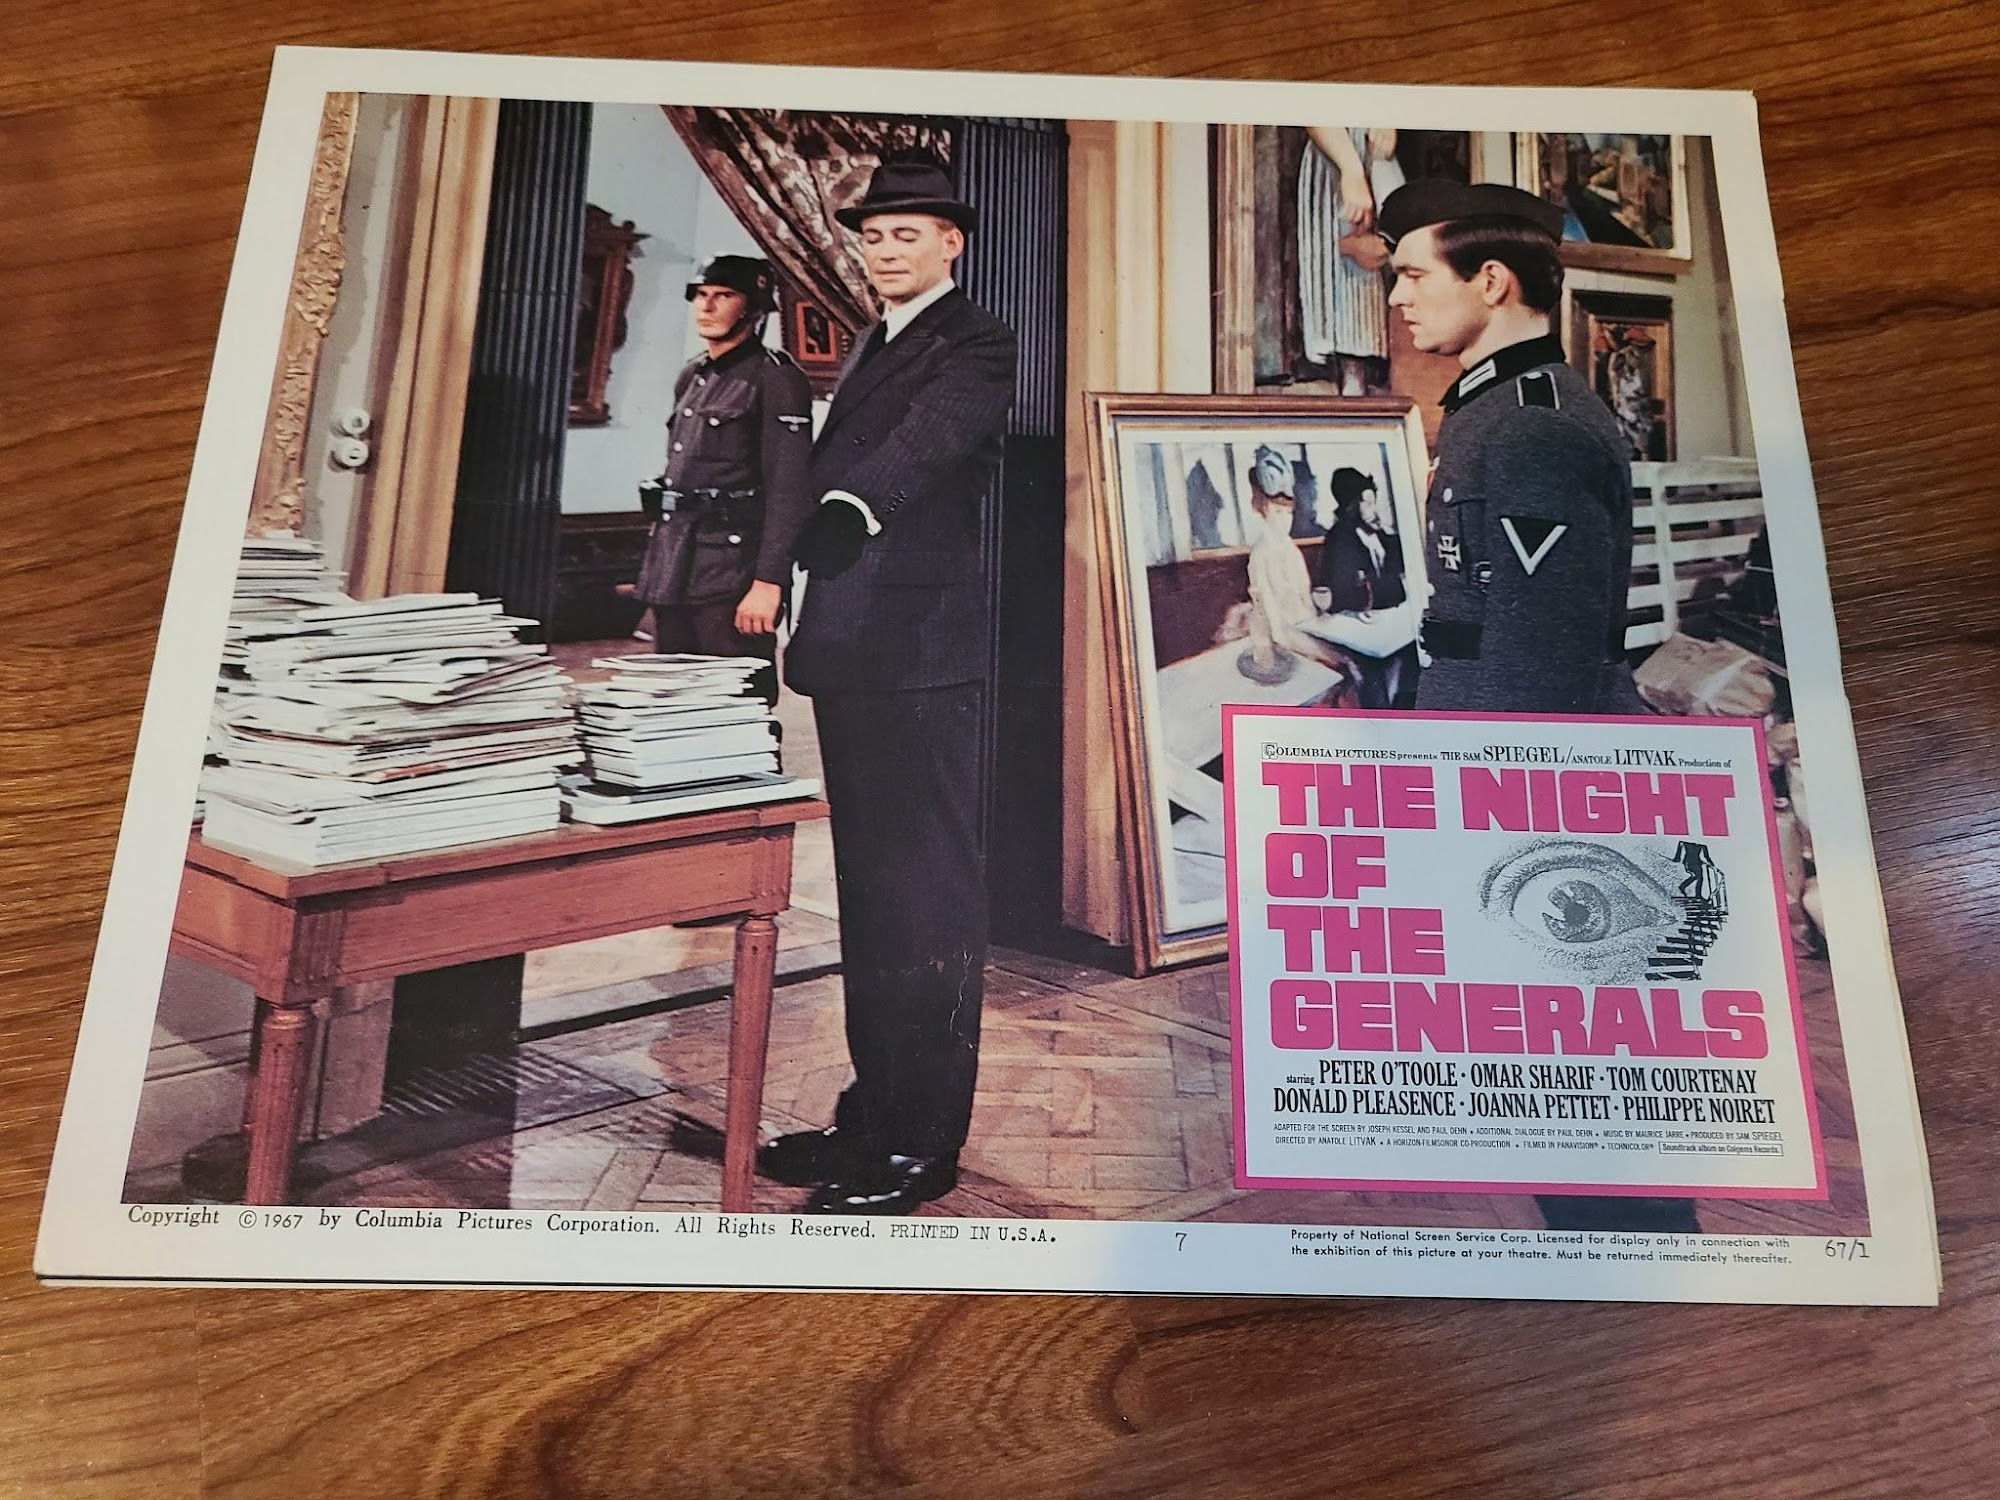 COLUMBIA PICTURES presents THE SAM SPIEGEL/ANATOLE LITVAK Production of
THE NIGHT
OF
THE
GENERALS
starring PETER O'TOOLE · OMAR SHARIF · TOM COURTENAY
DONALD PLEASENCE · JOANNA PETTET · PHILIPPE NOIRET
ADAPTED FOR THE SCREEN BY JOSEPH KESSEL AND PAUL DEHN • ADDITIONAL DIALOGUE BY PAUL DEHN • MUSIC BY MAURICE JARRE • PRODUCED BY SAM SPIEGEL
DIRECTED BY ANATOLE LITVAK • A HORIZON-FILMSONOR CO-PRODUCTION • FILMED IN PANAVISION® • TECHNICOLOR® Soundtrack album on Colgems Records.
Copyright © 1967 by Columbia Pictures Corporation. All Rights Reserved. PRINTED IN U.S.A.
7
Property of National Screen Service Corp. Licensed for display only in connection with
the exhibition of this picture at your theatre. Must be returned immediately thereafter.
67/1